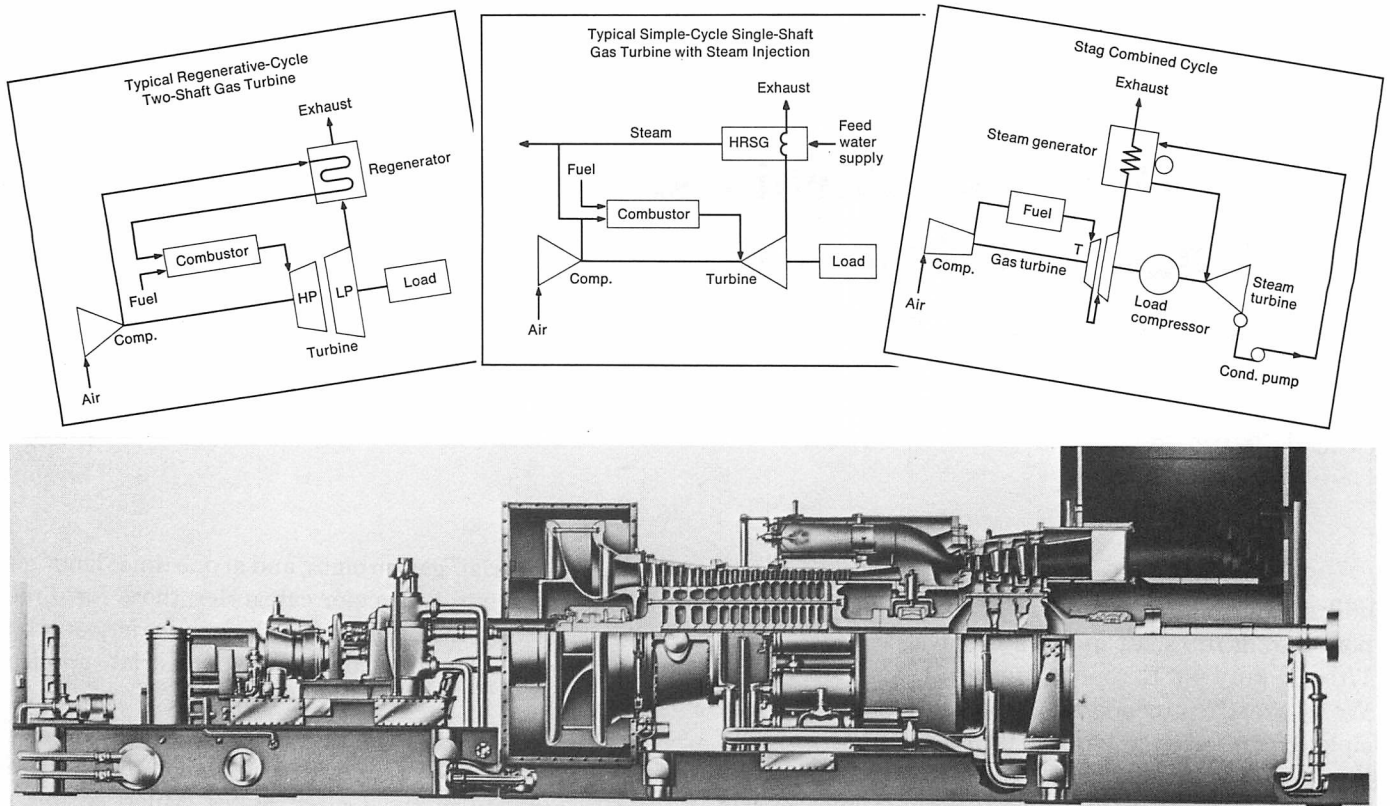 Typical Regenerative-Cycle
Two-Shaft Gas Turbine
Exhaust
Regenerator
Combustor
Fuel
HP
LP
Load
Comp.
Turbine
Air
Typical Simple-Cycle Single-Shaft
Gas Turbine with Steam Injection
Exhaust
Steam
HRSG
Feed
water
supply
Fuel
Combustor
Comp.
Turbine
Load
Air
Stag Combined Cycle
Exhaust
Steam generator
Fuel
T
Comp.
Gas turbine
Steam
turbine
Air
Load
compressor
Cond. pump